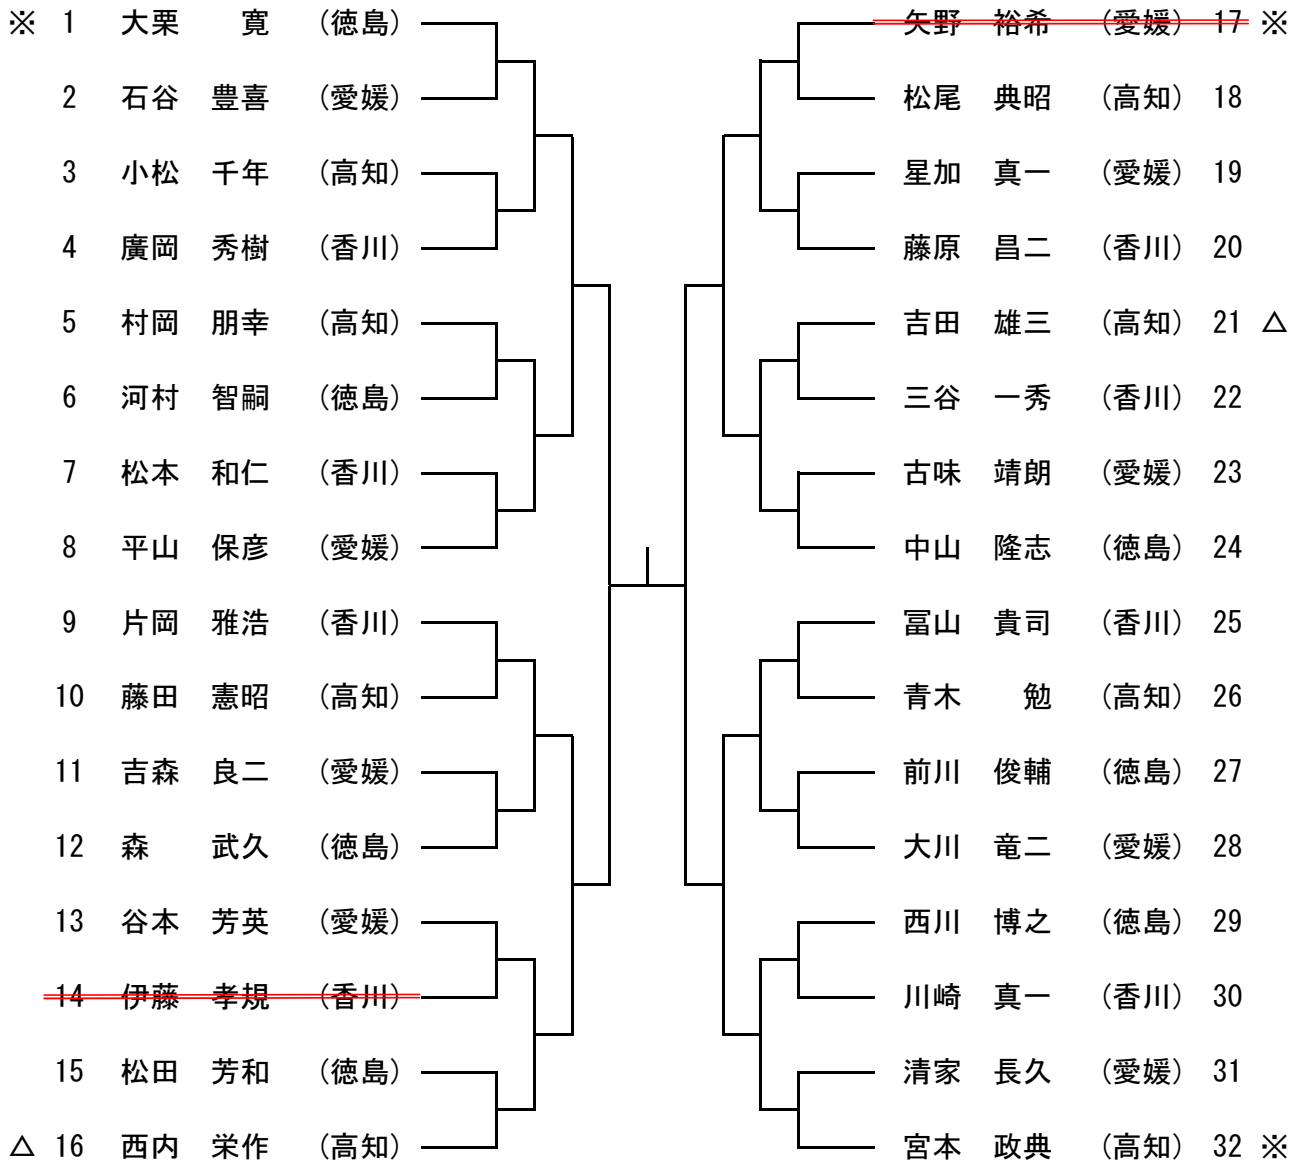 ※ 1 大栗 寛 (徳島)
2 石谷 豊喜 (愛媛)
3 小松 千年 (高知)
4 廣岡 秀樹 (香川)
5 村岡 朋幸 (高知)
6 河村 智嗣 (徳島)
7 松本 和仁 (香川)
8 平山 保彦 (愛媛)
9 片岡 雅浩 (香川)
10 藤田 憲昭 (高知)
11 吉森 良二 (愛媛)
12 森 武久 (徳島)
13 谷本 芳英 (愛媛)
14 伊藤 孝規 (香川)
15 松田 芳和 (徳島)
△ 16 西内 栄作 (高知)
矢野 裕希 (愛媛) 17 ※
松尾 典昭 (高知) 18
星加 真一 (愛媛) 19
藤原 昌二 (香川) 20
吉田 雄三 (高知) 21 △
三谷 一秀 (香川) 22
古味 靖朗 (愛媛) 23
中山 隆志 (徳島) 24
冨山 貴司 (香川) 25
青木 勉 (高知) 26
前川 俊輔 (徳島) 27
大川 竜二 (愛媛) 28
西川 博之 (徳島) 29
川崎 真一 (香川) 30
清家 長久 (愛媛) 31
宮本 政典 (高知) 32 ※